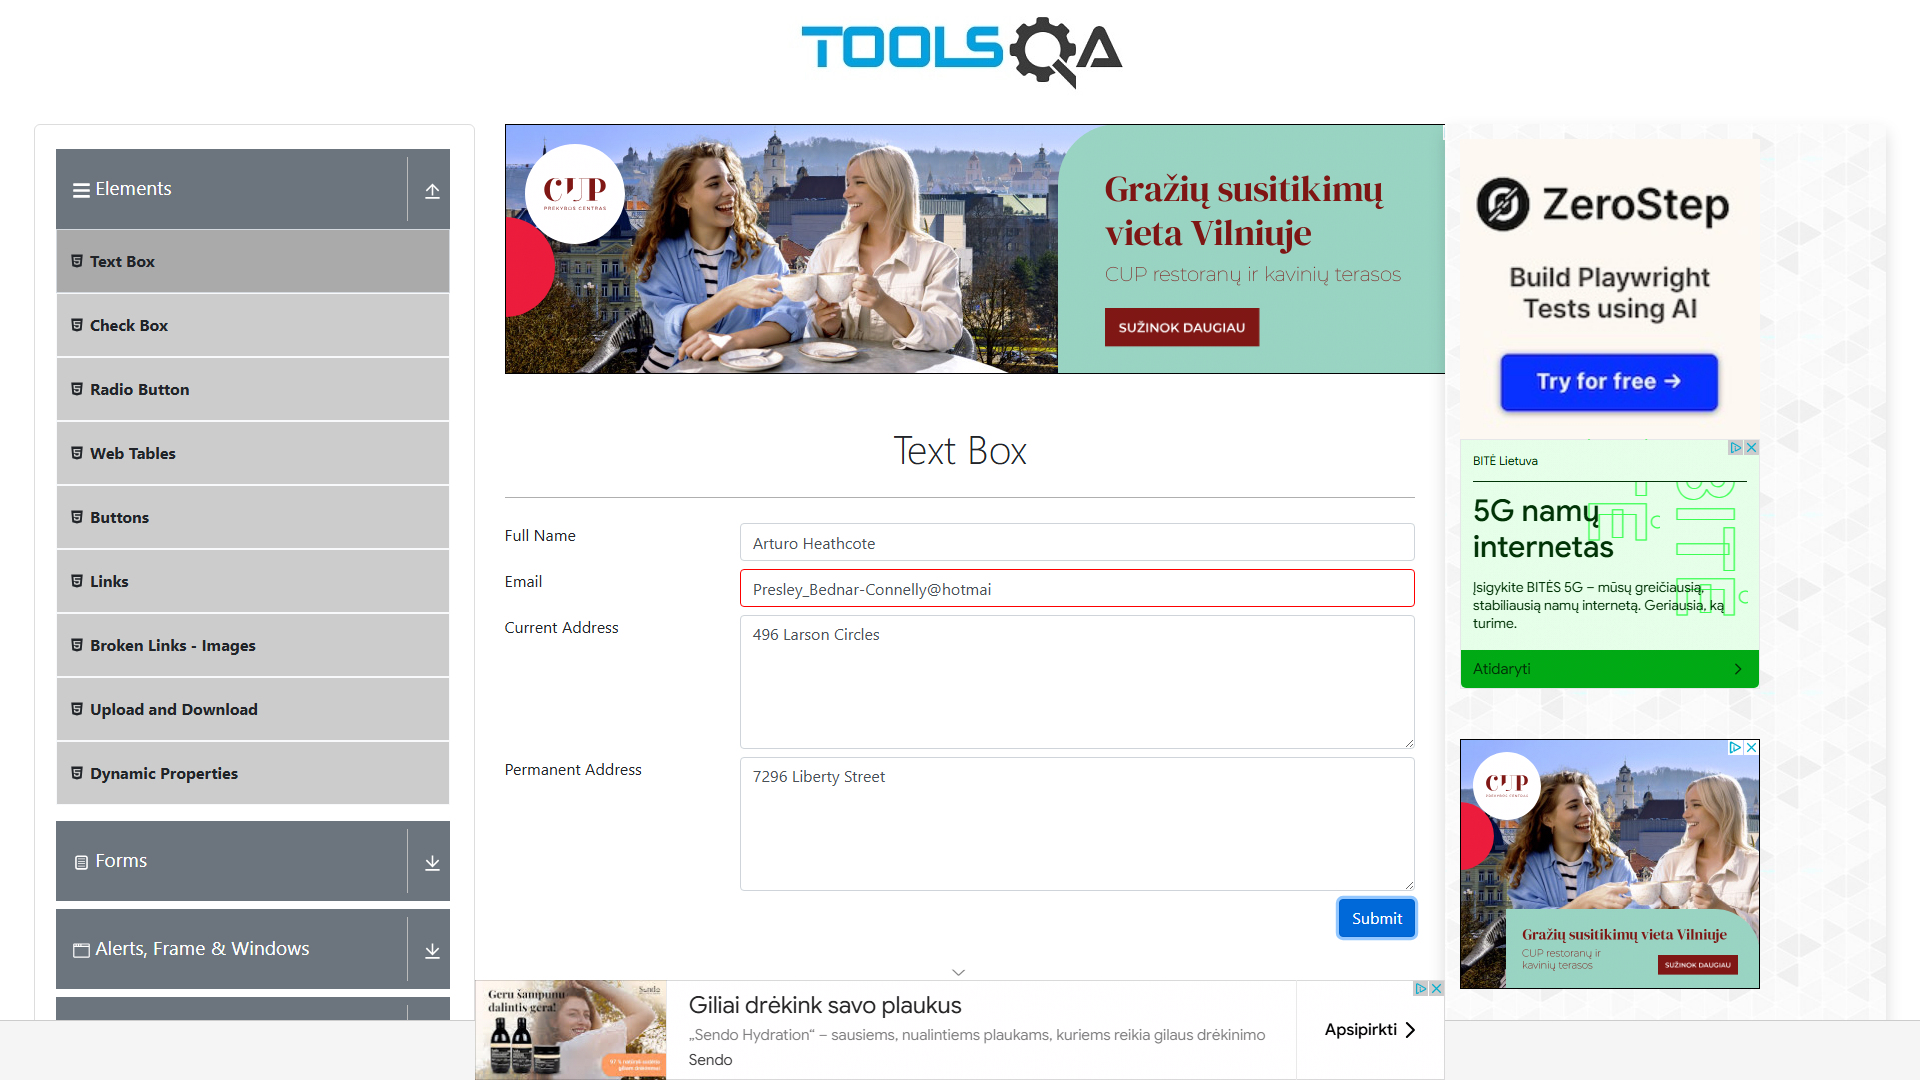 TOOLSQA
Elements
Text Box
Check Box
Radio Button
Web Tables
Buttons
Links
Broken Links - Images
Upload and Download
Dynamic Properties
Forms
Alerts, Frame & Windows
CUP
PREKYBOS CENTRAS
Gražių susitikimų
vieta Vilniuje
CUP restoranų ir kavinių terasos
SUŽINOK DAUGIAU
Text Box
Full Name
Arturo Heathcote
Email
Presley_Bednar-Connelly@hotmai
Current Address
496 Larson Circles
Permanent Address
7296 Liberty Street
Submit
ZeroStep
Build Playwright
Tests using AI
Try for free →
BITĖ Lietuva
5G namų
internetas
Įsigykite BITĖS 5G – mūsų greičiausią,
stabiliausią namų internetą. Geriausią, ką
turime.
Atidaryti
CUP
PREKYBOS CENTRAS
Gražių susitikimų vieta Vilniuje
CUP restoranų ir
kavinių terasos
SUŽINOK DAUGIAU
Geru šampūnu
dalintis gera!
Sendo
Giliai drėkink savo plaukus
„Sendo Hydration“ – sausiems, nualintiems plaukams, kuriems reikia gilaus drėkinimo
Sendo
Apsipirkti